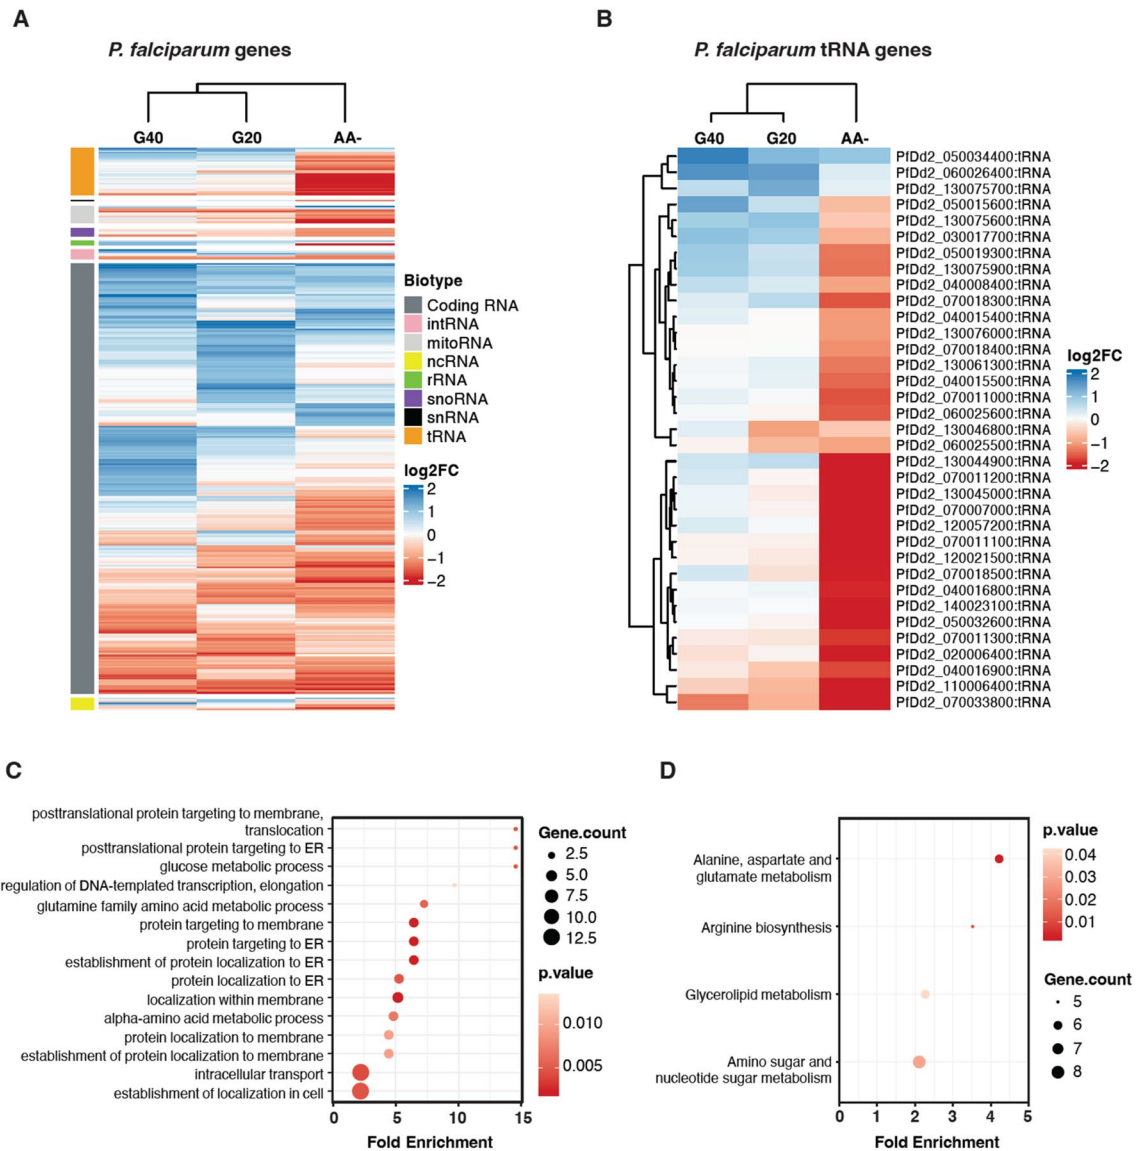 A
P. falciparum genes
G40 G20 AA-
Biotype
Coding RNA
intRNA
mitoRNA
ncRNA
rRNA
snoRNA
snRNA
tRNA
log2FC
2
1
0
−1
−2
B
P. falciparum tRNA genes
G40 G20 AA-
PfDd2_050034400:tRNA
PfDd2_060026400:tRNA
PfDd2_130075700:tRNA
PfDd2_050015600:tRNA
PfDd2_130075600:tRNA
PfDd2_030017700:tRNA
PfDd2_050019300:tRNA
PfDd2_130075900:tRNA
PfDd2_040008400:tRNA
PfDd2_070018300:tRNA
PfDd2_040015400:tRNA
PfDd2_130076000:tRNA
PfDd2_070018400:tRNA
PfDd2_130061300:tRNA
PfDd2_040015500:tRNA
PfDd2_070011000:tRNA
PfDd2_060025600:tRNA
PfDd2_130046800:tRNA
PfDd2_060025500:tRNA
PfDd2_130044900:tRNA
PfDd2_070011200:tRNA
PfDd2_130045000:tRNA
PfDd2_070007000:tRNA
PfDd2_120057200:tRNA
PfDd2_070011100:tRNA
PfDd2_120021500:tRNA
PfDd2_070018500:tRNA
PfDd2_040016800:tRNA
PfDd2_140023100:tRNA
PfDd2_050032600:tRNA
PfDd2_070011300:tRNA
PfDd2_020006400:tRNA
PfDd2_040016900:tRNA
PfDd2_110006400:tRNA
PfDd2_070033800:tRNA
log2FC
2
1
0
−1
−2
C
posttranslational protein targeting to membrane,
translocation
posttranslational protein targeting to ER
glucose metabolic process
regulation of DNA-templated transcription, elongation
glutamine family amino acid metabolic process
protein targeting to membrane
protein targeting to ER
establishment of protein localization to ER
protein localization to ER
localization within membrane
alpha-amino acid metabolic process
protein localization to membrane
establishment of protein localization to membrane
intracellular transport
establishment of localization in cell
0 5 10 15
Fold Enrichment
Gene.count
2.5
5.0
7.5
10.0
12.5
p.value
0.010
0.005
D
Alanine, aspartate and
glutamate metabolism
Arginine biosynthesis
Glycerolipid metabolism
Amino sugar and
nucleotide sugar metabolism
0 1 2 3 4 5
Fold Enrichment
p.value
0.04
0.03
0.02
0.01
Gene.count
5
6
7
8